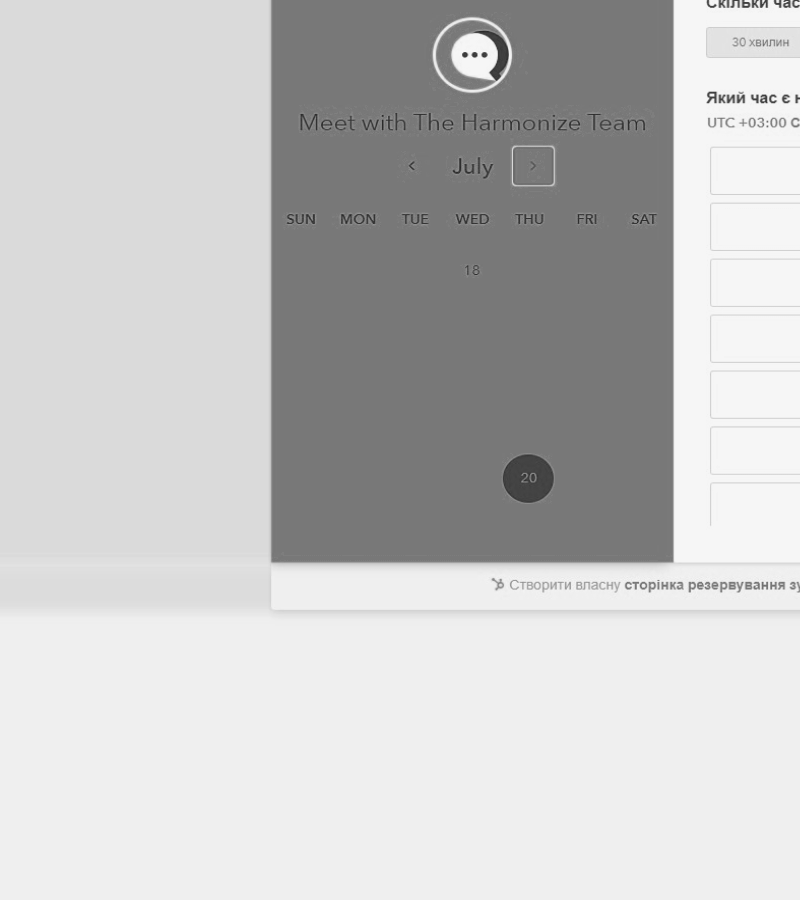 Скільки час
30 хвилин
Який час є н
UTC +03:00 С
Meet with The Harmonize Team
July
SUN MON TUE WED THU FRI SAT
18
20
Створити власну сторінка резервування зу